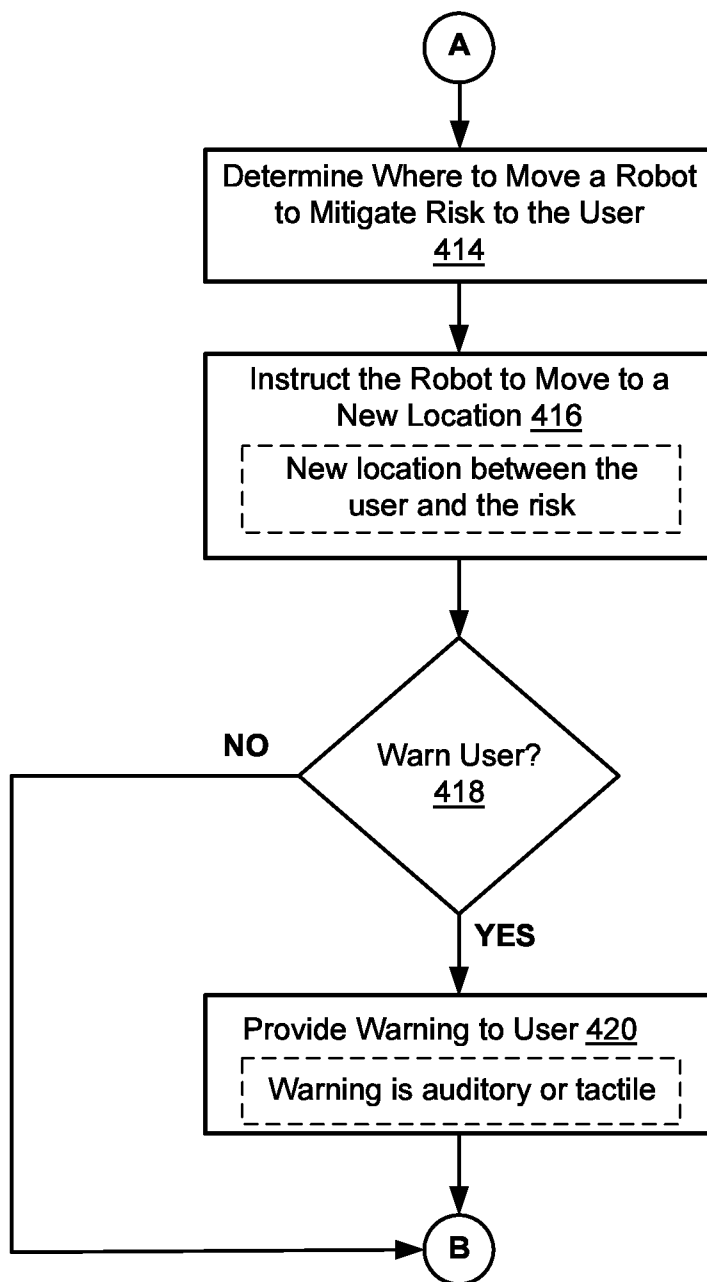 A
Determine Where to Move a Robot
to Mitigate Risk to the User
414
Instruct the Robot to Move to a
New Location 416
New location between the
user and the risk
NO
Warn User?
418
YES
Provide Warning to User 420
Warning is auditory or tactile
B